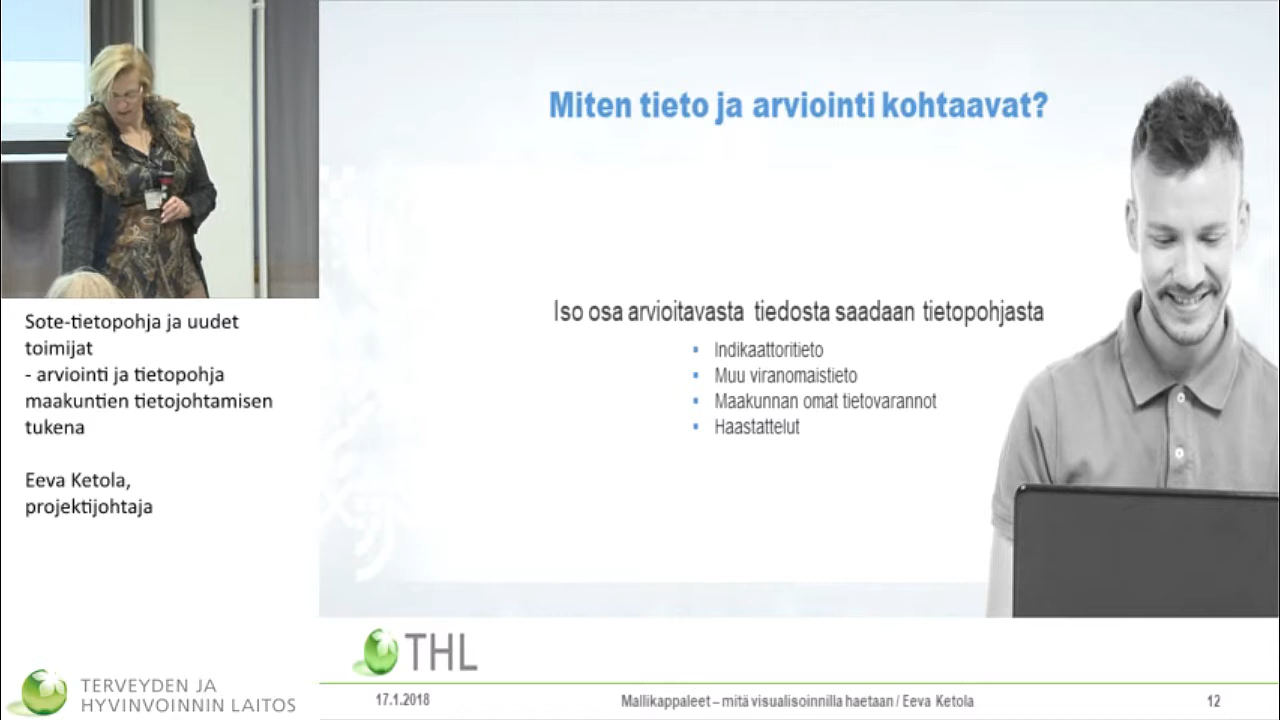 Sote-tietopohja ja uudet
toimijat
- arviointi ja tietopohja
maakuntien tietojohtamisen
tukena
Eeva Ketola,
projektijohtaja
TERVEYDEN JA
HYVINVOINNIN LAITOS
Miten tieto ja arviointi kohtaavat?
Iso osa arvioitavasta tiedosta saadaan tietopohjasta
▪ Indikaattoritieto
▪ Muu viranomaistieto
▪ Maakunnan omat tietovarannot
▪ Haastattelut
THL
17.1.2018
Mallikappaleet – mitä visualisoinnilla haetaan / Eeva Ketola
12